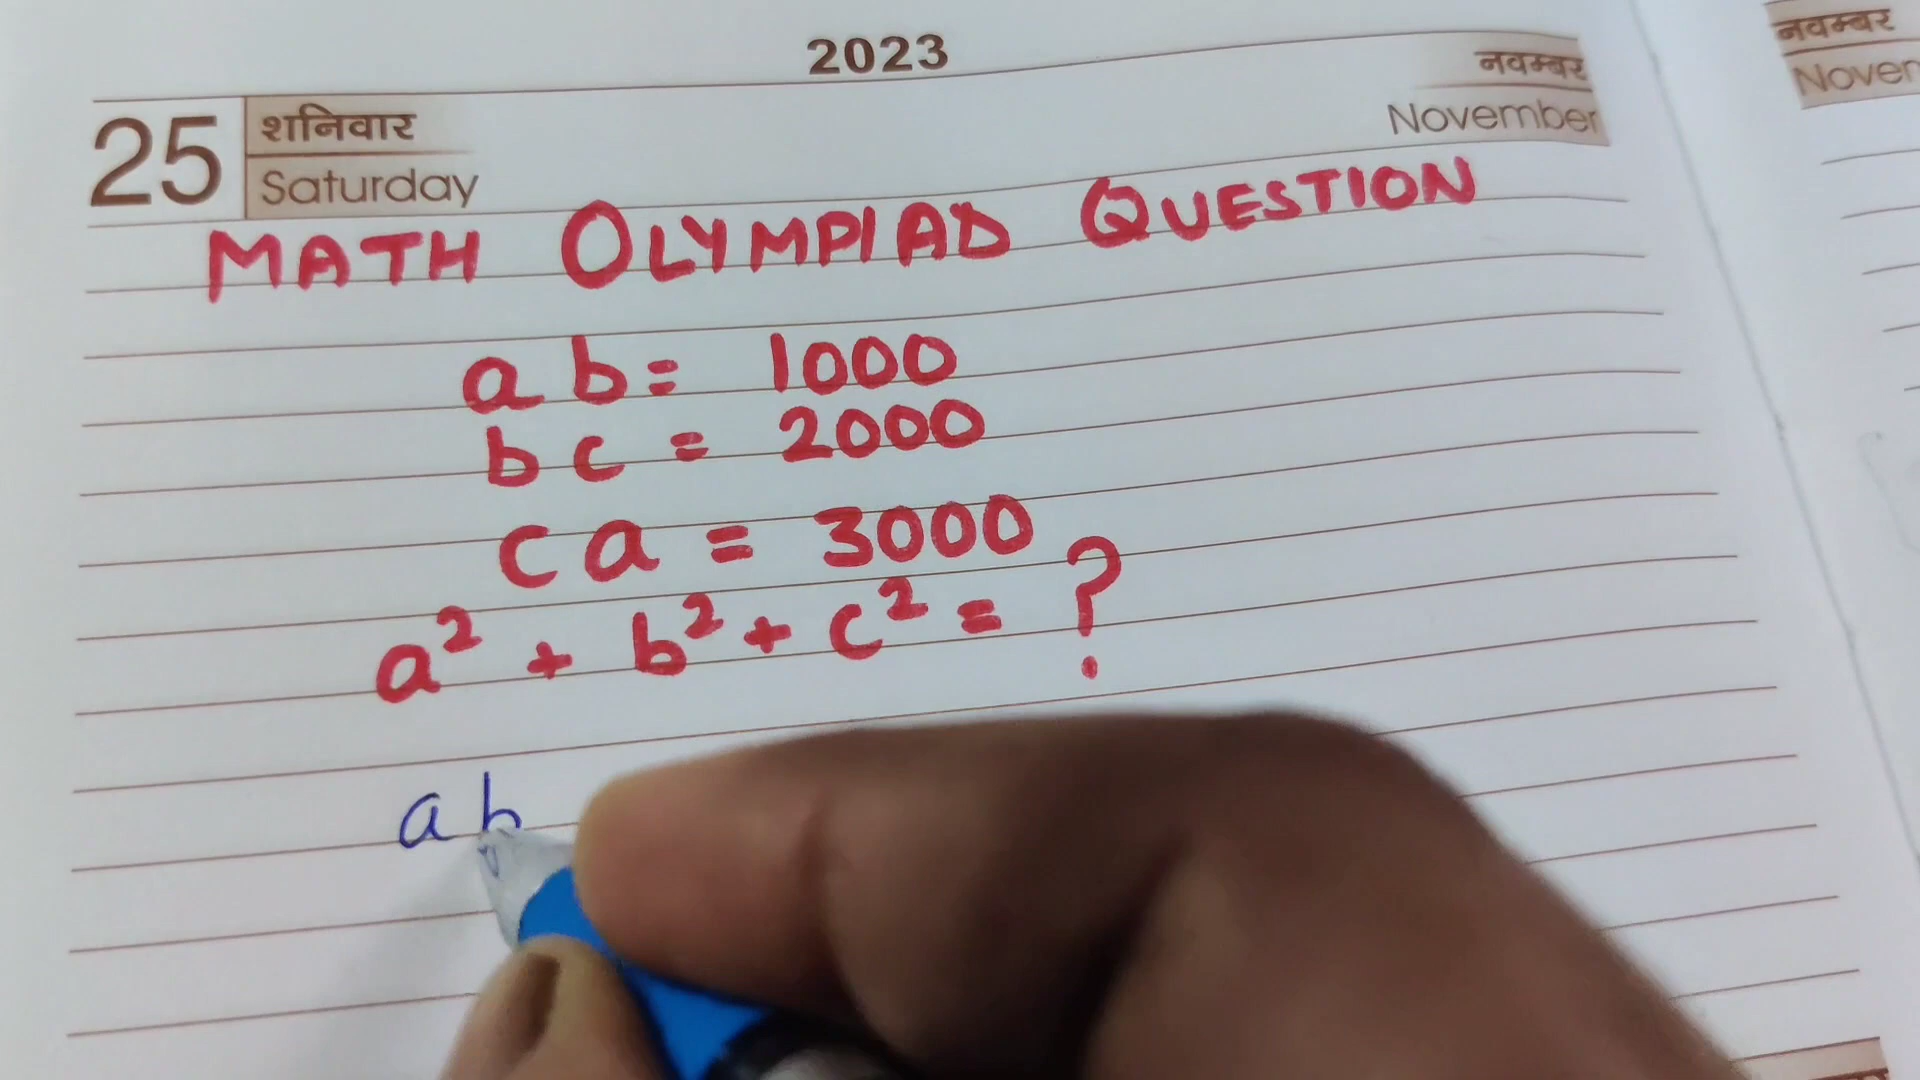 2023
25 शनिवार Saturday
नवम्बर
November
नवम्बर
MATH OLYMPIAD QUESTION
ab= 1000
bc = 2000
ca = 3000
a² + b² + c² = ?
ab